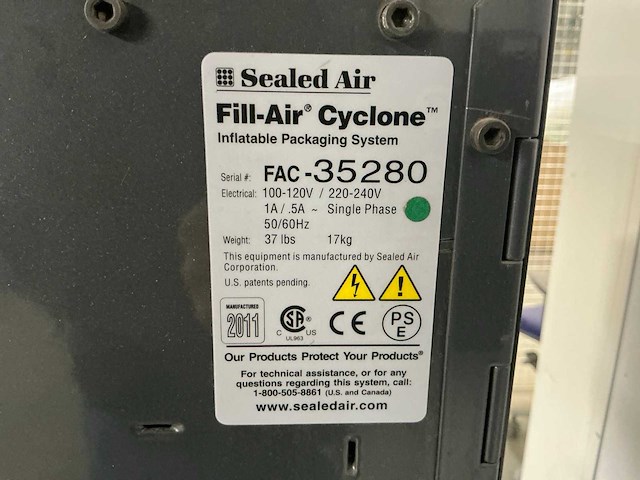 Sealed Air
Fill-Air® Cyclone™
Inflatable Packaging System
Serial #: FAC-35280
Electrical: 100-120V / 220-240V
1A / .5A ~ Single Phase
50/60Hz
Weight: 37 lbs 17kg
This equipment is manufactured by Sealed Air
Corporation.
U.S. patents pending.
MANUFACTURED
2011
C SA® US
UL963
CE
PS
E
Our Products Protect Your Products®
For technical assistance, or for any
questions regarding this system, call:
1-800-505-8861 (U.S. and Canada)
www.sealedair.com